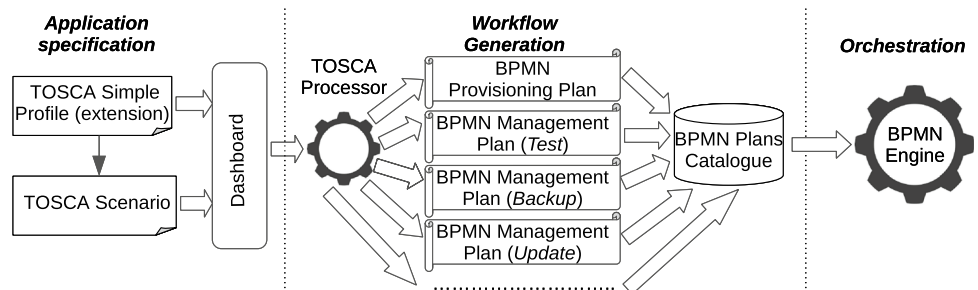 Application
specification
Workflow
Generation
Orchestration
TOSCA Simple
Profile (extension)
TOSCA Scenario
Dashboard
TOSCA
Processor
BPMN
Provisioning Plan
BPMN Management
Plan (Test)
BPMN Management
Plan (Backup)
BPMN Management
Plan (Update)
BPMN Plans
Catalogue
BPMN
Engine